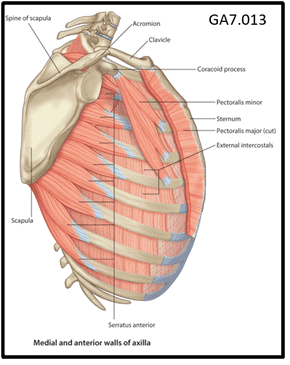 GA7.013
Spine of scapula
Acromion
Clavicle
Coracoid process
Pectoralis minor
Sternum
Pectoralis major (cut)
External intercostals
Scapula
Serratus anterior
Medial and anterior walls of axilla